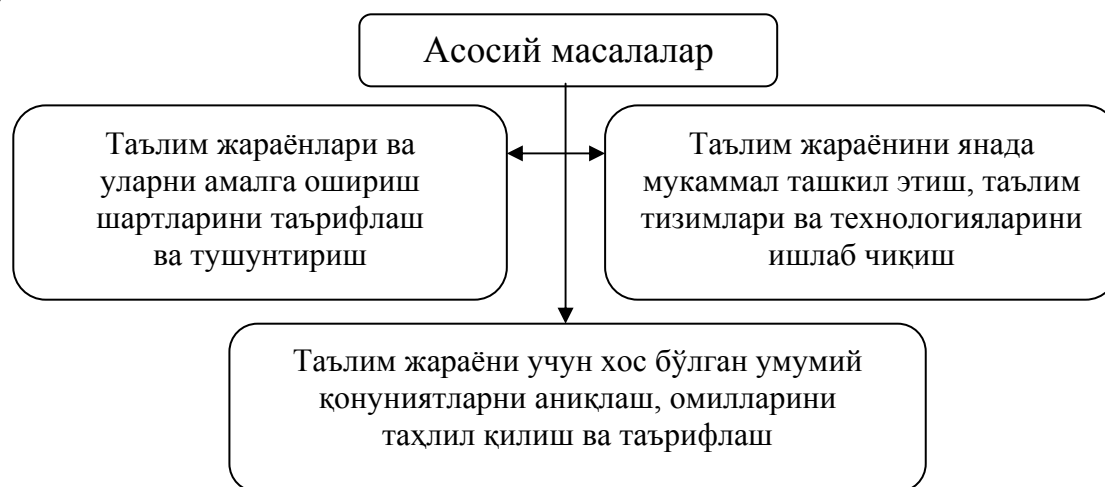 Асосий масалалар
Таълим жараёнлари ва
уларни амалга ошириш
шартларини таърифлаш
ва тушунтириш
Таълим жараёнини янада
мукаммал ташкил этиш, таълим
тизимлари ва технологияларини
ишлаб чиқиш
Таълим жараёни учун хос бўлган умумий
қонуниятларни аниқлаш, омилларини
таҳлил қилиш ва таърифлаш